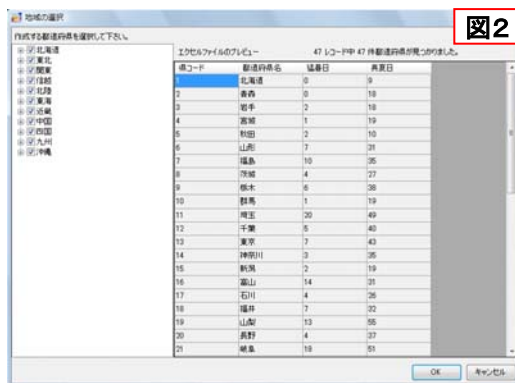 図2
地域の選択
作成する都道府県を選択して下さい。
北海道
東北
関東
信越
北陸
東海
近畿
中国
四国
九州
沖縄
エクセルファイルのプレビュー 47 レコード中 47 件都道府県が見つかりました。
県コード 都道府県名 猛暑日 真夏日
1 北海道 0 9
2 青森 0 18
3 岩手 2 18
4 宮城 1 19
5 秋田 2 10
6 山形 7 21
7 福島 10 35
8 茨城 4 27
9 栃木 6 38
10 群馬 1 19
11 埼玉 20 49
12 千葉 5 40
13 東京 7 43
14 神奈川 3 35
15 新潟 2 19
16 富山 14 31
17 石川 4 26
18 福井 7 32
19 山梨 13 55
20 長野 4 37
21 岐阜 19 51
OK キャンセル